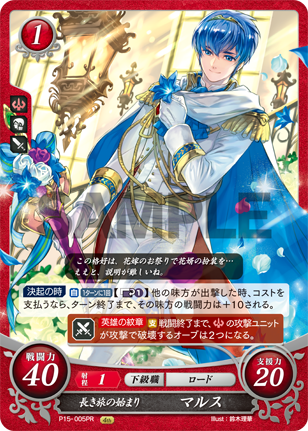 1
SAMPLE
この格好は、花嫁のお祭りで花婿の扮装を…
ええと、説明が難しいね。
決起の時 自 1ターンに1回 1 他の味方が出撃した時、コストを
支払うなら、ターン終了まで、その味方の戦闘力は+10される。
英雄の紋章 支 戦闘終了まで、 の攻撃ユニット
が攻撃で破壊するオーブは2つになる。
戦闘力
40
射程 1 下級職 ロード
支援力
20
長き旅の始まり マルス
P15-005PR
Illust:鈴木理華